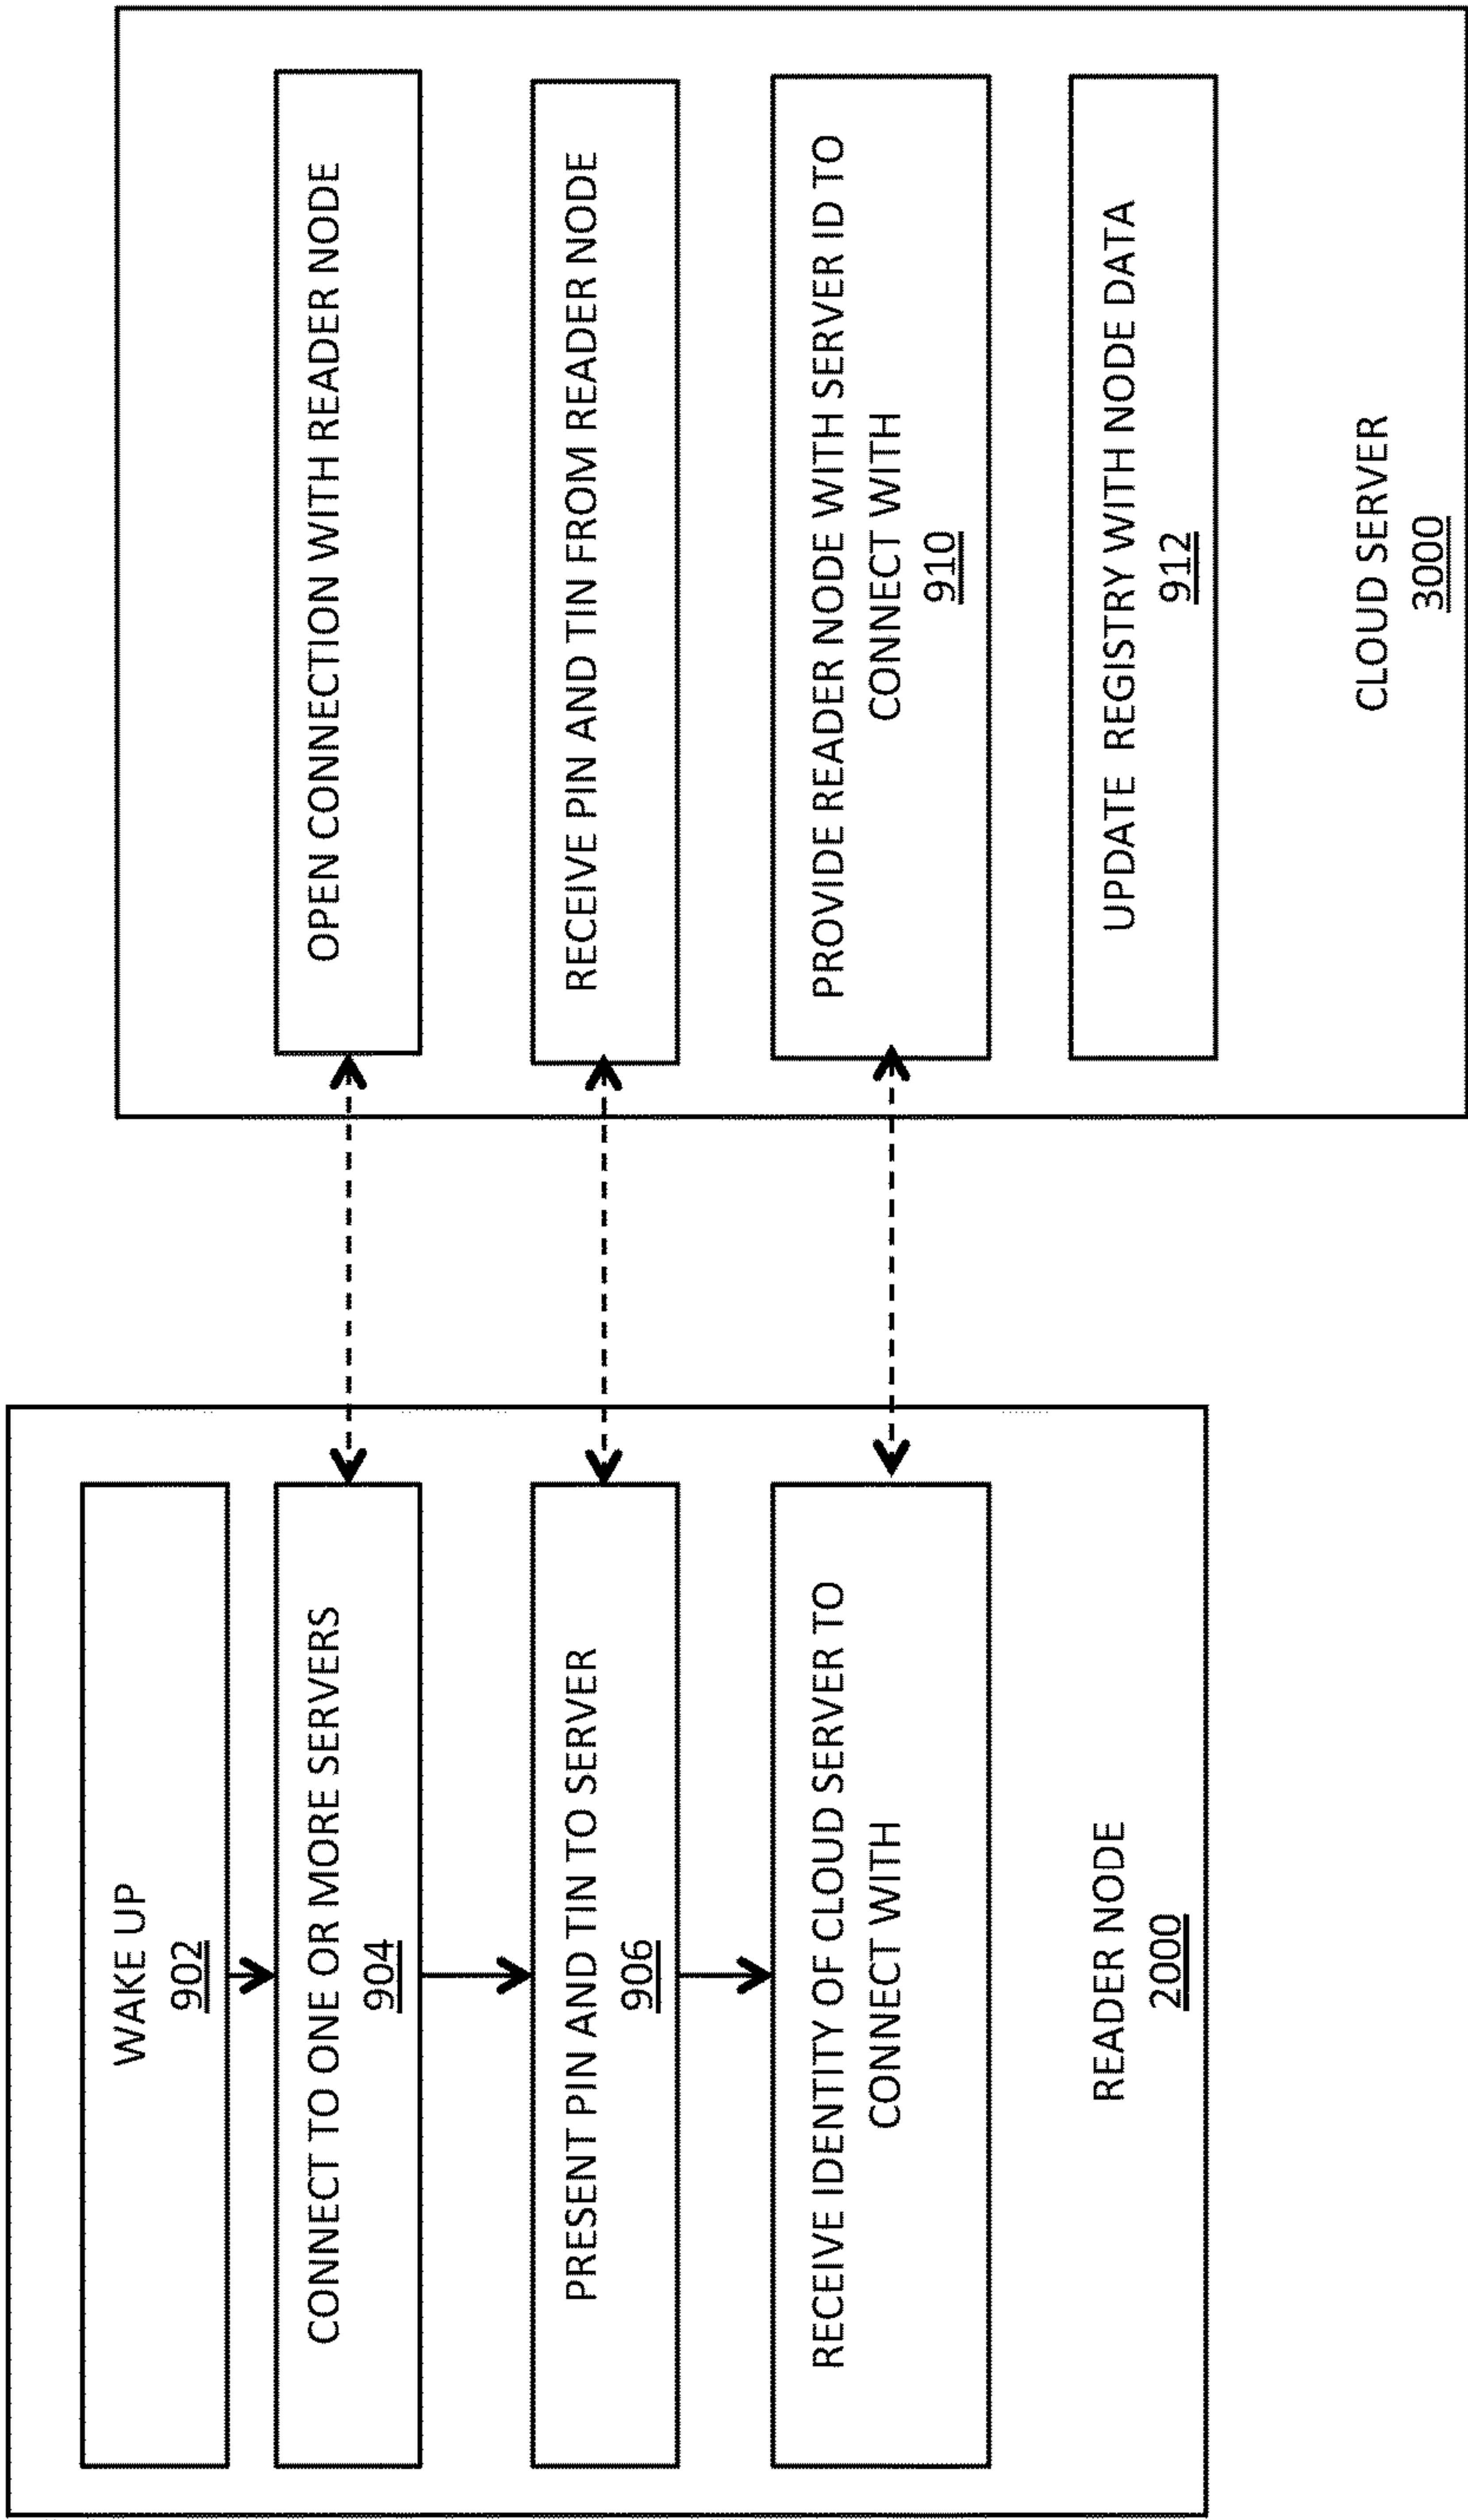 WAKE UP
902
CONNECT TO ONE OR MORE SERVERS
904
PRESENT PIN AND TIN TO SERVER
906
RECEIVE IDENTITY OF CLOUD SERVER TO
CONNECT WITH
READER NODE
2000
OPEN CONNECTION WITH READER NODE
RECEIVE PIN AND TIN FROM READER NODE
PROVIDE READER NODE WITH SERVER ID TO
CONNECT WITH
910
UPDATE REGISTRY WITH NODE DATA
912
CLOUD SERVER
3000